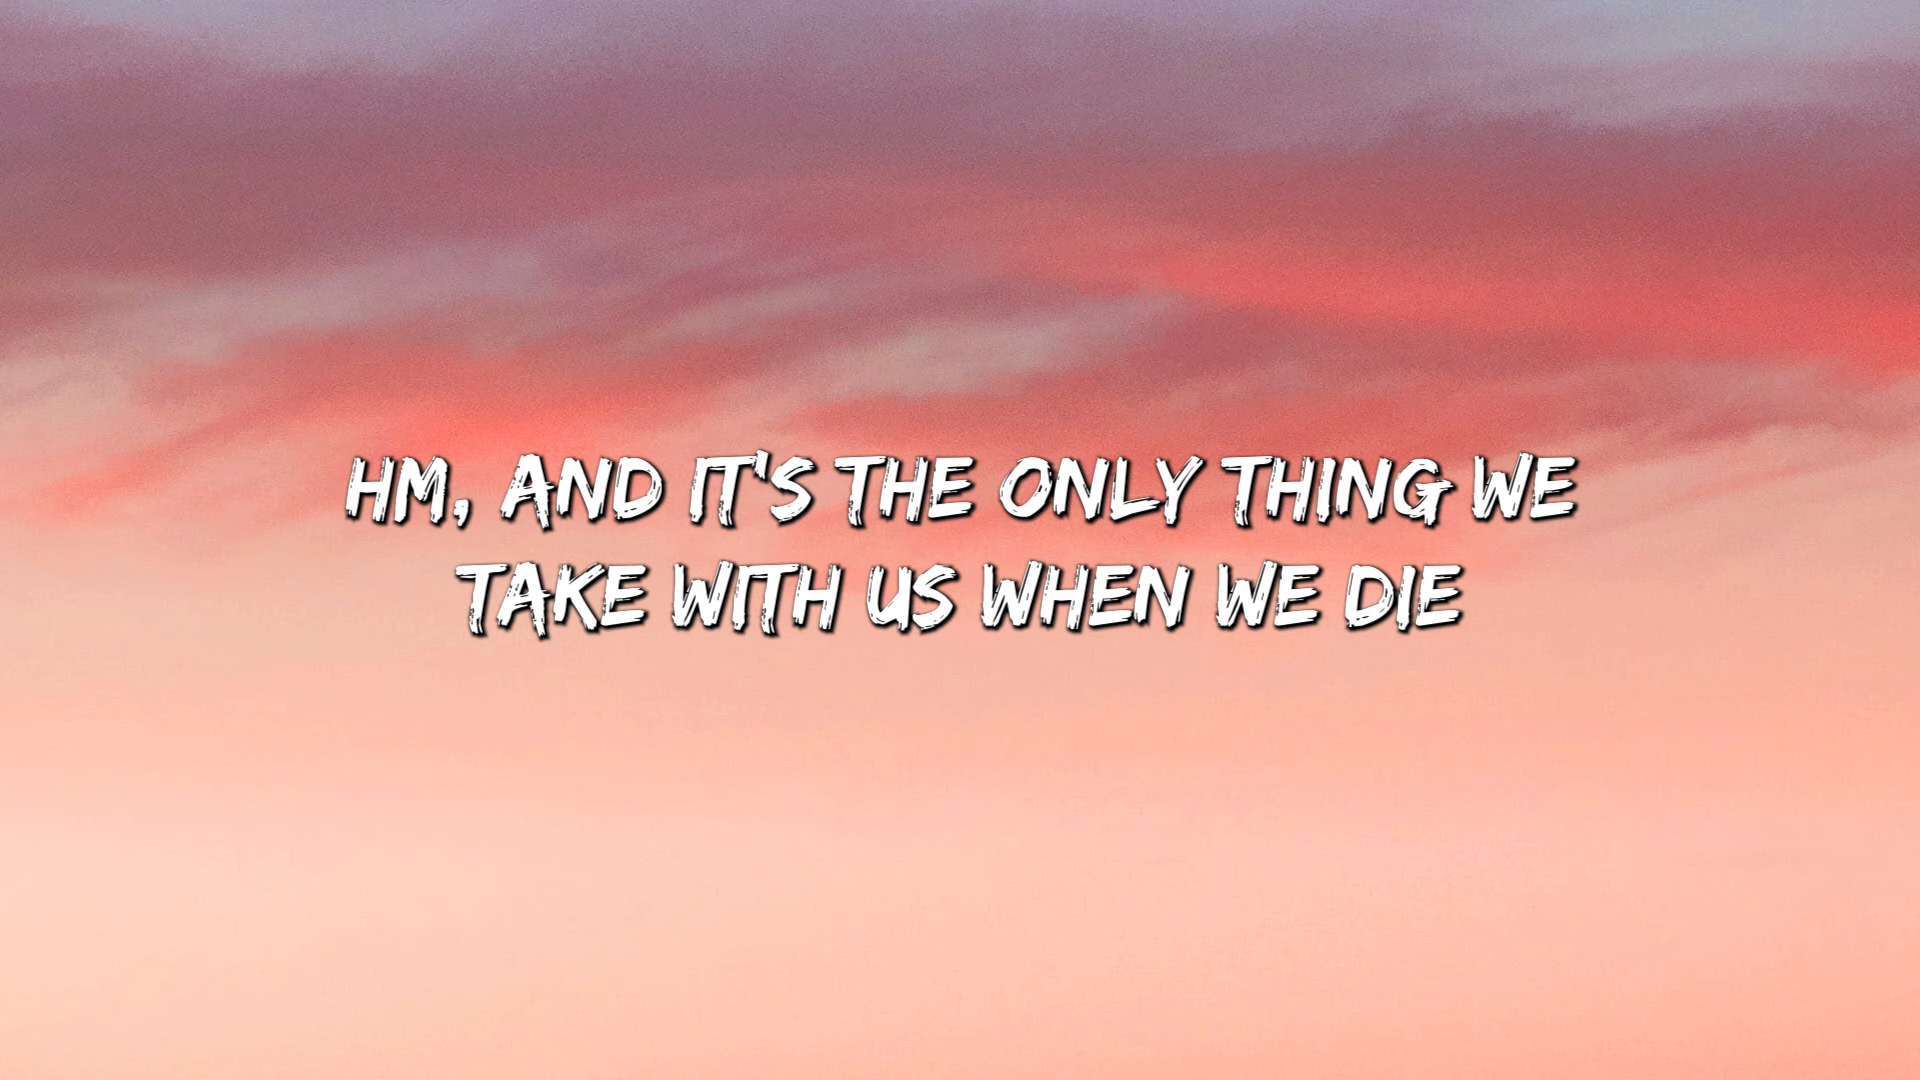 HM, AND IT'S THE ONLY THING WE
TAKE WITH US WHEN WE DIE